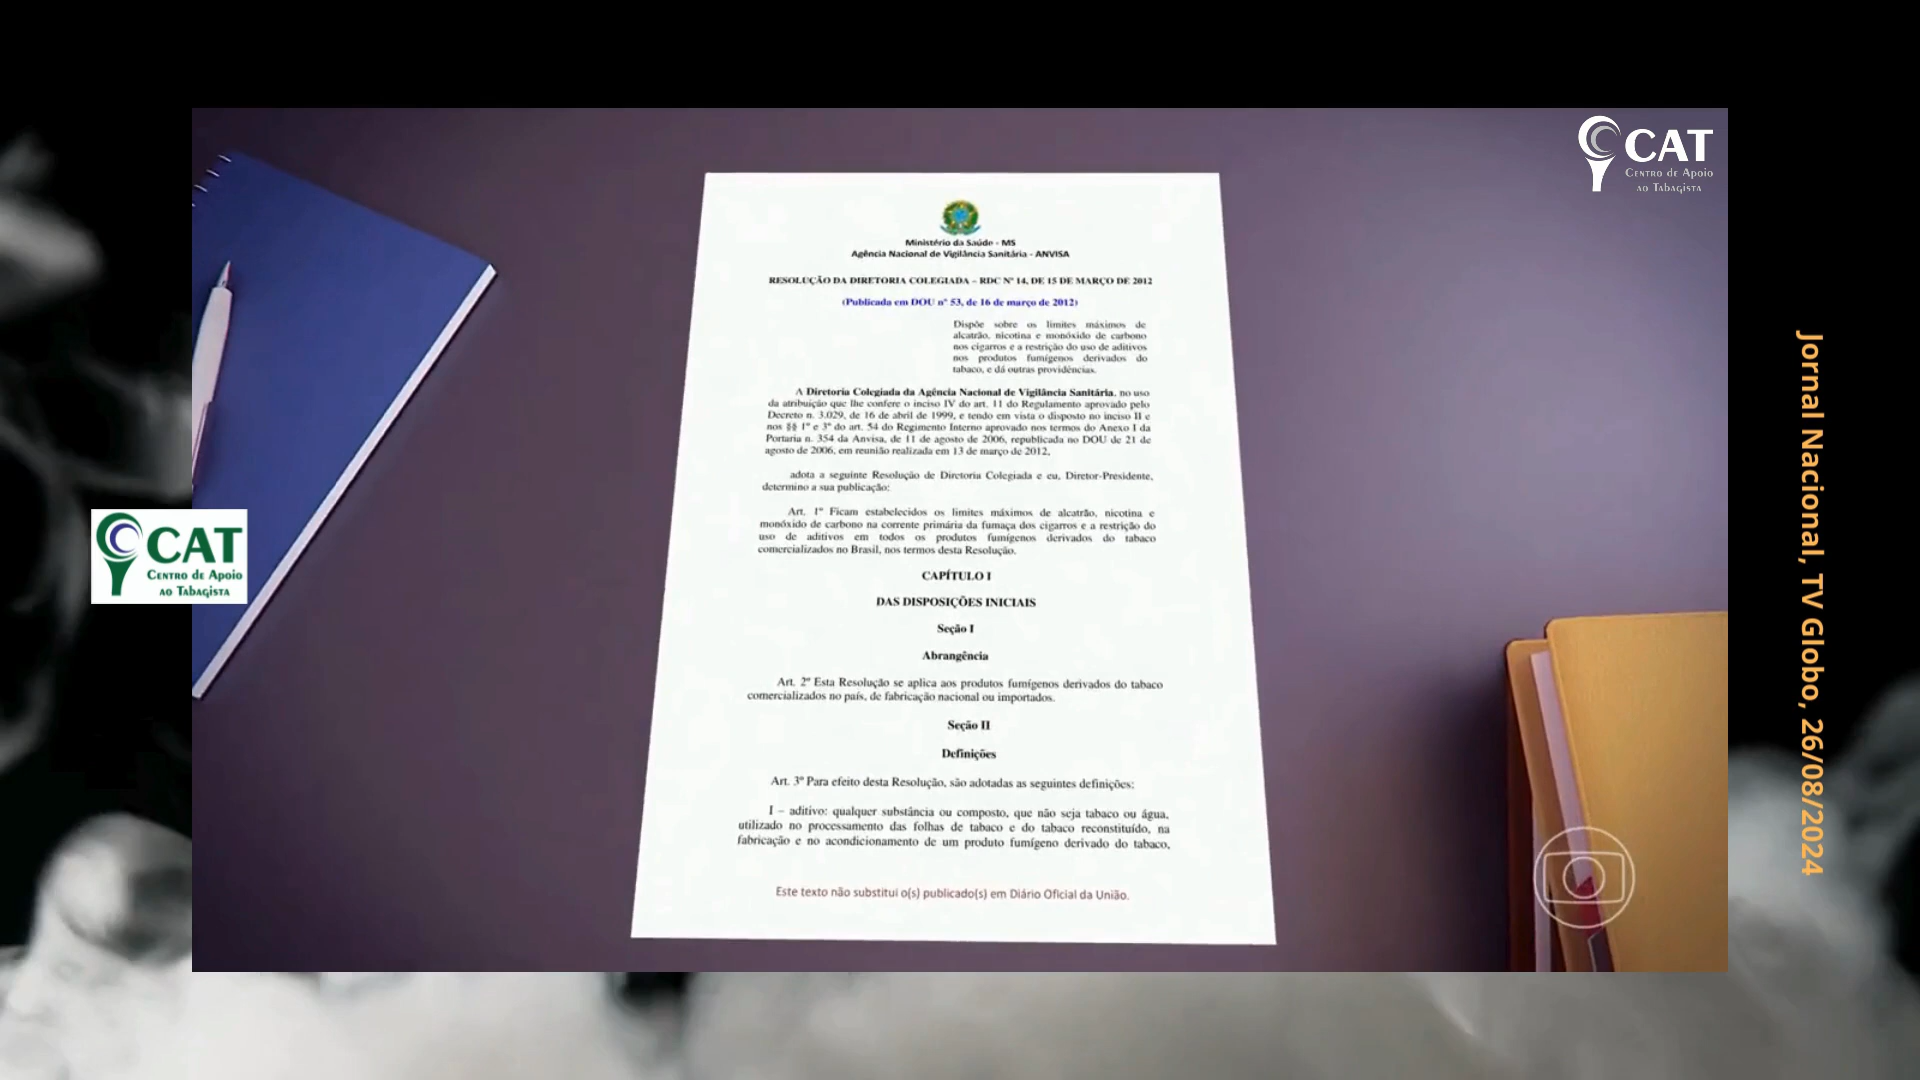 CAT
Centro de Apoio
ao Tabagista
Ministério da Saúde - MS
Agência Nacional de Vigilância Sanitária - ANVISA
RESOLUÇÃO DA DIRETORIA COLEGIADA – RDC Nº 14, DE 15 DE MARÇO DE 2012
(Publicada em DOU nº 53, de 16 de março de 2012)
Dispõe sobre os limites máximos de
alcatrão, nicotina e monóxido de carbono
nos cigarros e a restrição do uso de aditivos
nos produtos fumígenos derivados do
tabaco, e dá outras providências.
A Diretoria Colegiada da Agência Nacional de Vigilância Sanitária, no uso
da atribuição que lhe confere o inciso IV do art. 11 do Regulamento aprovado pelo
Decreto n. 3.029, de 16 de abril de 1999, e tendo em vista o disposto no inciso II e
nos §§ 1º e 3º do art. 54 do Regimento Interno aprovado nos termos do Anexo I da
Portaria n. 354 da Anvisa, de 11 de agosto de 2006, republicada no DOU de 21 de
agosto de 2006, em reunião realizada em 13 de março de 2012,
adota a seguinte Resolução de Diretoria Colegiada e eu, Diretor-Presidente,
determino a sua publicação:
Art. 1º Ficam estabelecidos os limites máximos de alcatrão, nicotina e
monóxido de carbono na corrente primária da fumaça dos cigarros e a restrição do
uso de aditivos em todos os produtos fumígenos derivados do tabaco
comercializados no Brasil, nos termos desta Resolução.
CAPÍTULO I
DAS DISPOSIÇÕES INICIAIS
Seção I
Abrangência
Art. 2º Esta Resolução se aplica aos produtos fumígenos derivados do tabaco
comercializados no país, de fabricação nacional ou importados.
Seção II
Definições
Art. 3º Para efeito desta Resolução, são adotadas as seguintes definições:
I – aditivo: qualquer substância ou composto, que não seja tabaco ou água,
utilizado no processamento das folhas de tabaco e do tabaco reconstituído, na
fabricação e no acondicionamento de um produto fumígeno derivado do tabaco,
Este texto não substitui o(s) publicado(s) em Diário Oficial da União.
CAT
Centro de Apoio
ao Tabagista
Jornal Nacional, TV Globo, 26/08/2024